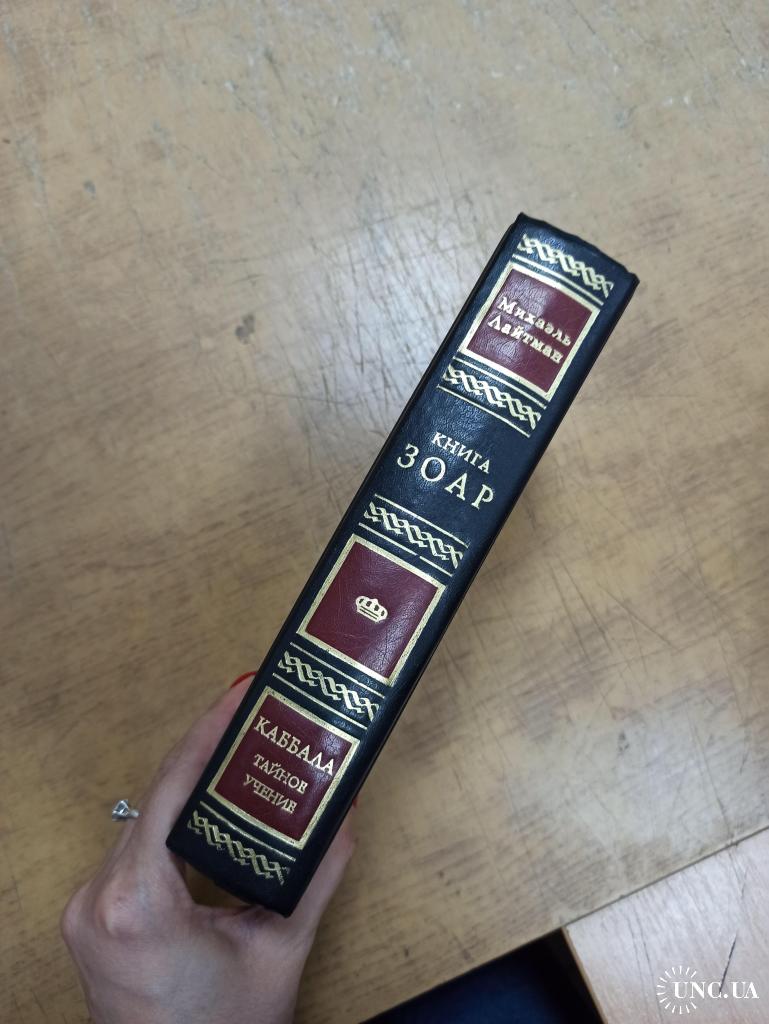 Михаэль
Лайтман
КНИГА
ЗОАР
КАББАЛА
ТАЙНОЕ
УЧЕНИЕ
UNC.UA